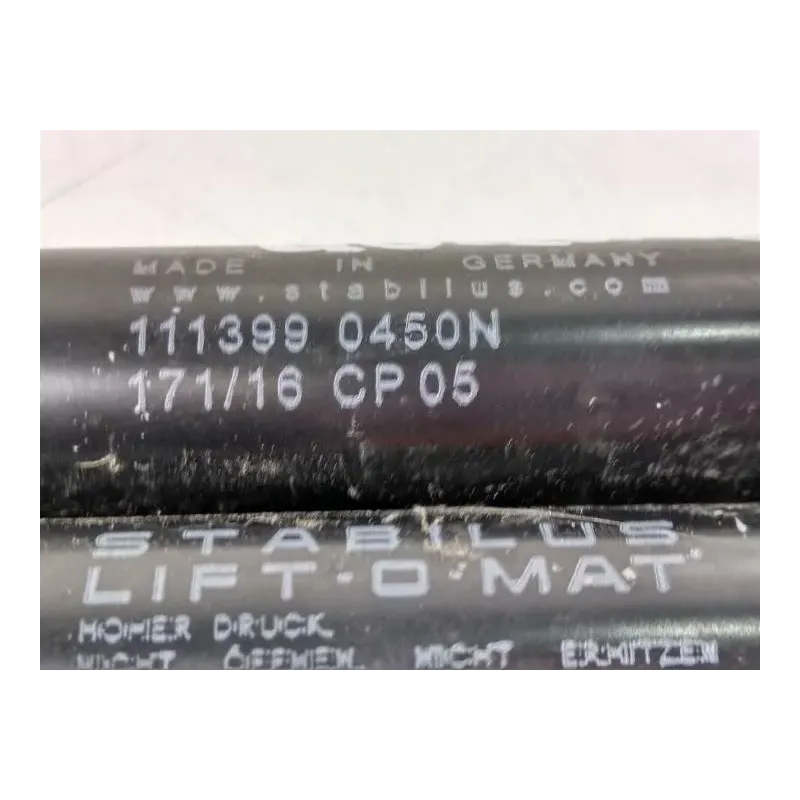 MADE IN GERMANY
www.stabilus.com
111399 0450N
171/16 CP05
STABILUS
LIFT-O-MAT
HOHER DRUCK
NICHT ÖFFNEN. NICHT ERHITZEN